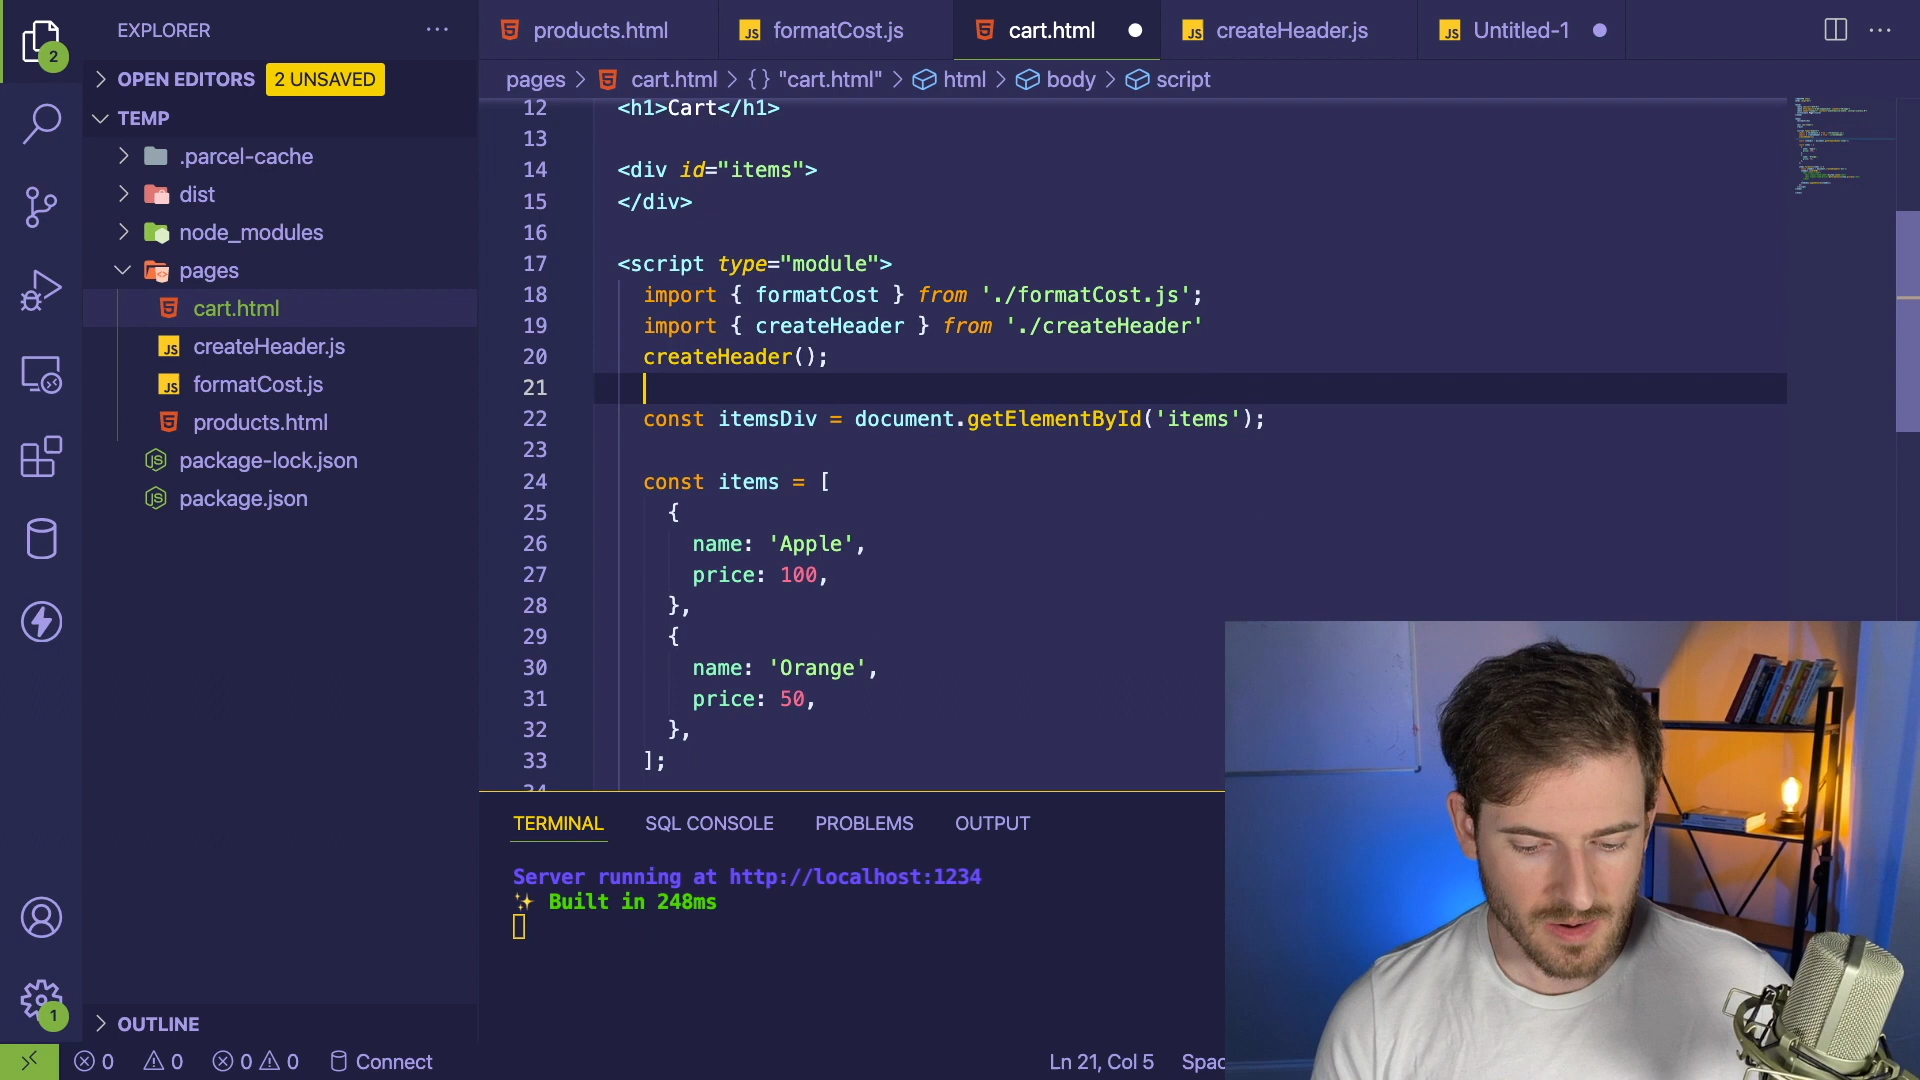 EXPLORER
OPEN EDITORS 2 UNSAVED
TEMP
.parcel-cache
dist
node_modules
pages
cart.html
createHeader.js
formatCost.js
products.html
package-lock.json
package.json
OUTLINE
2
1
products.html
JS formatCost.js
cart.html
JS createHeader.js
JS Untitled-1
pages > cart.html > {} "cart.html" > html > body > script
12 <h1>Cart</h1>
13
14 <div id="items">
15 </div>
16
17 <script type="module">
18 import { formatCost } from './formatCost.js';
19 import { createHeader } from './createHeader'
20 createHeader();
21
22 const itemsDiv = document.getElementById('items');
23
24 const items = [
25 {
26 name: 'Apple',
27 price: 100,
28 },
29 {
30 name: 'Orange',
31 price: 50,
32 },
33 ];
34
TERMINAL SQL CONSOLE PROBLEMS OUTPUT
Server running at http://localhost:1234
✨ Built in 248ms
0 0 0 0 Connect
Ln 21, Col 5 Spac